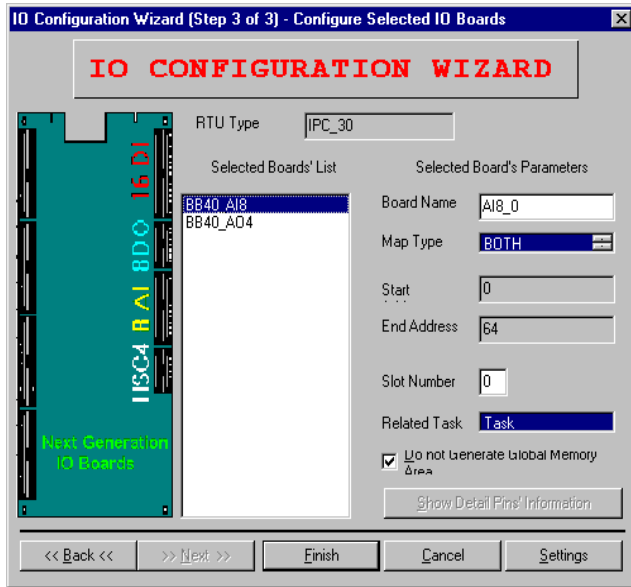 IO Configuration Wizard (Step 3 of 3) - Configure Selected IO Boards
IO CONFIGURATION WIZARD
RTU Type
IPC_30
16 DI
8DO
8 AI
HSC4
Next Generation
IO Boards
Selected Boards' List
BB40_AI8
BB40_AO4
Selected Board's Parameters
Board Name
AI8_0
Map Type
BOTH
Start
0
End Address
64
Slot Number
0
Related Task
Task
Do not Generate Global Memory
Area
Show Detail Pins' Information
<< Back <<
>> Next >>
Finish
Cancel
Settings